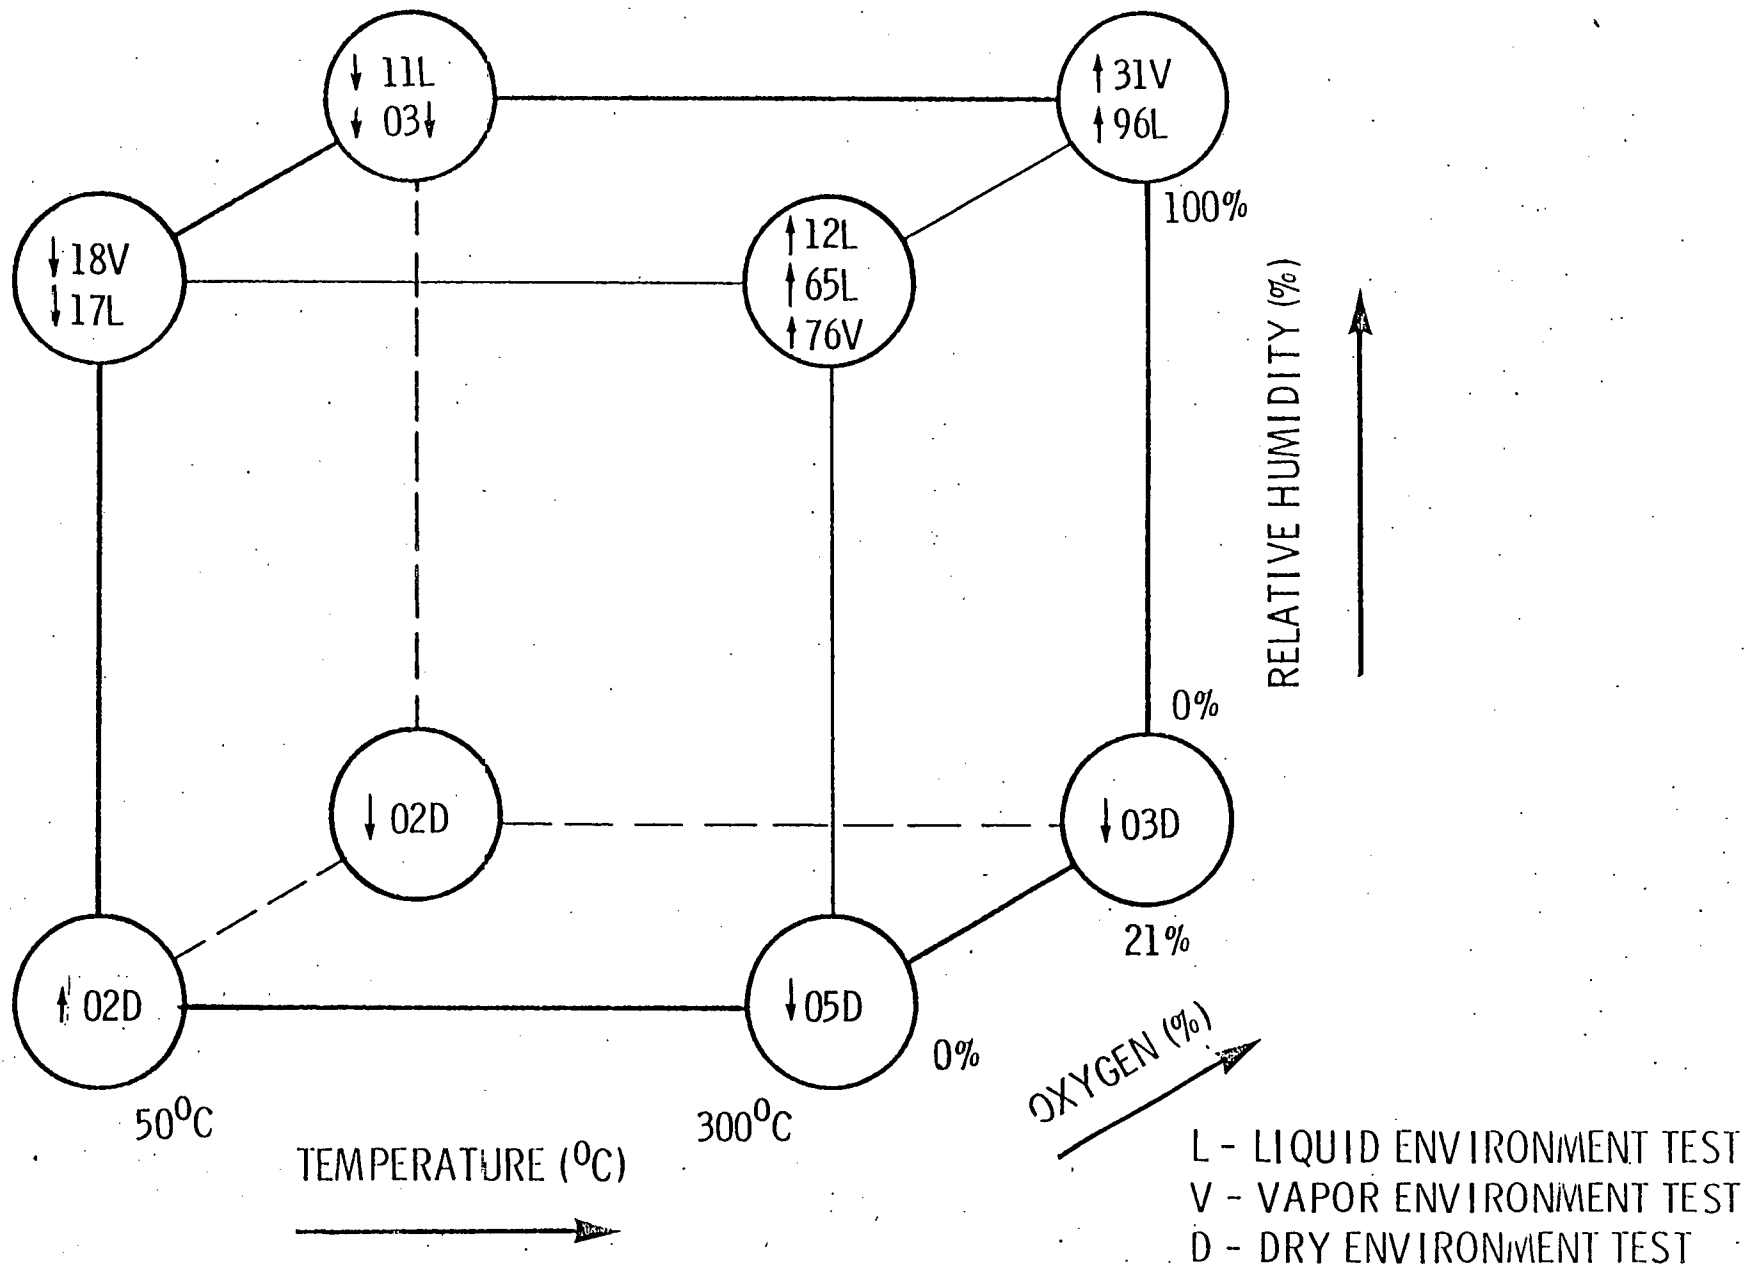 ↓ 11L
↓ 03↓
↑ 31V
↑ 96L
100%
↓ 18V
↓ 17L
↑ 12L
↑ 65L
↑ 76V
RELATIVE HUMIDITY (%)
0%
↓ 02D
↓ 03D
21%
↑ 02D
↓ 05D
0%
OXYGEN (%)
50°C
300°C
TEMPERATURE (°C)
L - LIQUID ENVIRONMENT TEST
V - VAPOR ENVIRONMENT TEST
D - DRY ENVIRONMENT TEST